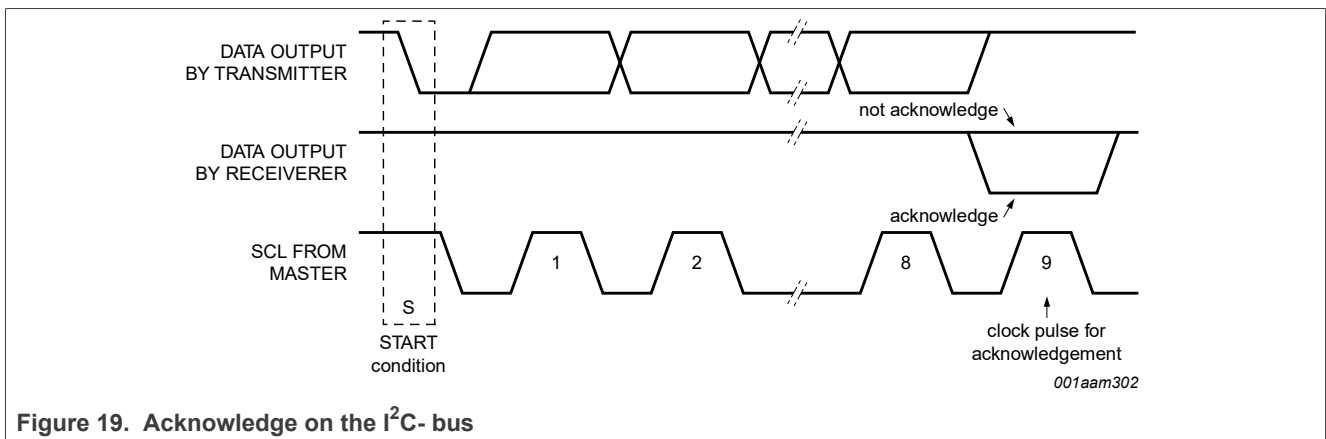 DATA OUTPUT
BY TRANSMITTER
not acknowledge
DATA OUTPUT
BY RECEIVERER
acknowledge
SCL FROM
MASTER
1
2
8
9
S
START
condition
clock pulse for
acknowledgement
001aam302
Figure 19. Acknowledge on the I²C- bus